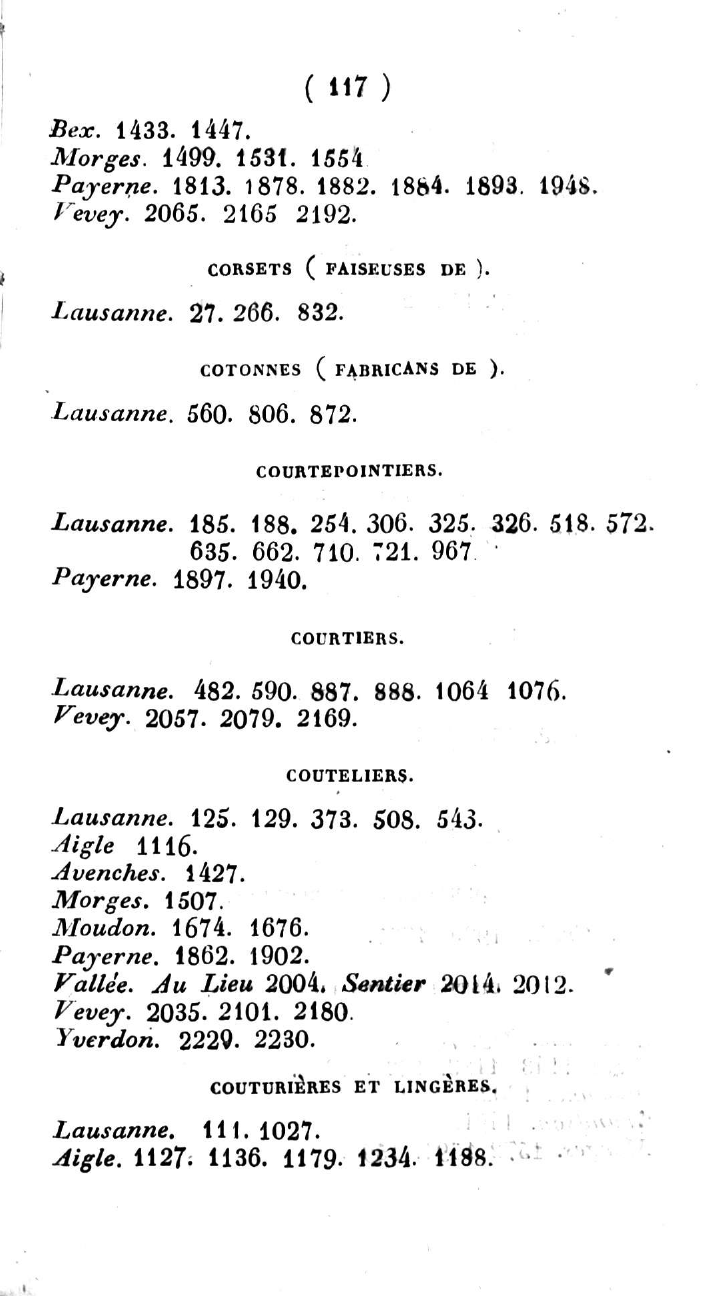 ( 117 )
Bex. 1433. 1447.
Morges. 1499. 1531. 1554
Payerne. 1813. 1878. 1882. 1884. 1893. 1948.
Vevey. 2065. 2165 2192.
CORSETS ( FAISEUSES DE ).
Lausanne. 27. 266. 832.
COTONNES ( FABRICANS DE ).
Lausanne. 560. 806. 872.
COURTEPOINTIERS.
Lausanne. 185. 188. 254. 306. 325. 326. 518. 572.
635. 662. 710. 721. 967
Payerne. 1897. 1940.
COURTIERS.
Lausanne. 482. 590. 887. 888. 1064 1076.
Vevey. 2057. 2079. 2169.
COUTELIERS.
Lausanne. 125. 129. 373. 508. 543.
Aigle 1116.
Avenches. 1427.
Morges. 1507.
Moudon. 1674. 1676.
Payerne. 1862. 1902.
Vallée. Au Lieu 2004. Sentier 2014. 2012.
Vevey. 2035. 2101. 2180.
Yverdon. 2229. 2230.
COUTURIÈRES ET LINGÈRES.
Lausanne. 111. 1027.
Aigle. 1127. 1136. 1179. 1234. 1188.